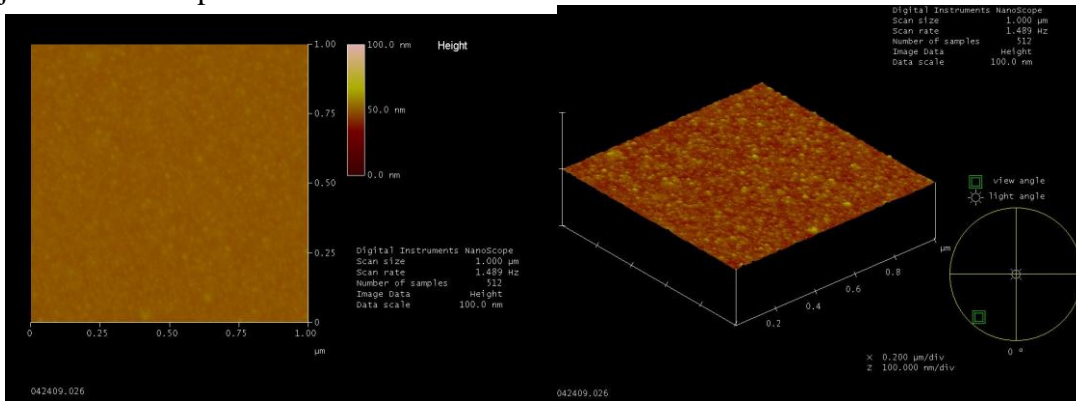 100.0 nm
Height
50.0 nm
0.0 nm
1.00
0.75
0.50
0.25
0
0
0.25
0.50
0.75
1.00
µm
Digital Instruments NanoScope
Scan size 1.000 µm
Scan rate 1.489 Hz
Number of samples 512
Image Data Height
Data scale 100.0 nm
042409.026
Digital Instruments NanoScope
Scan size 1.000 µm
Scan rate 1.489 Hz
Number of samples 512
Image Data Height
Data scale 100.0 nm
view angle
light angle
µm
0.8
0.6
0.4
0.2
0 °
X 0.200 µm/div
Z 100.000 nm/div
042409.026